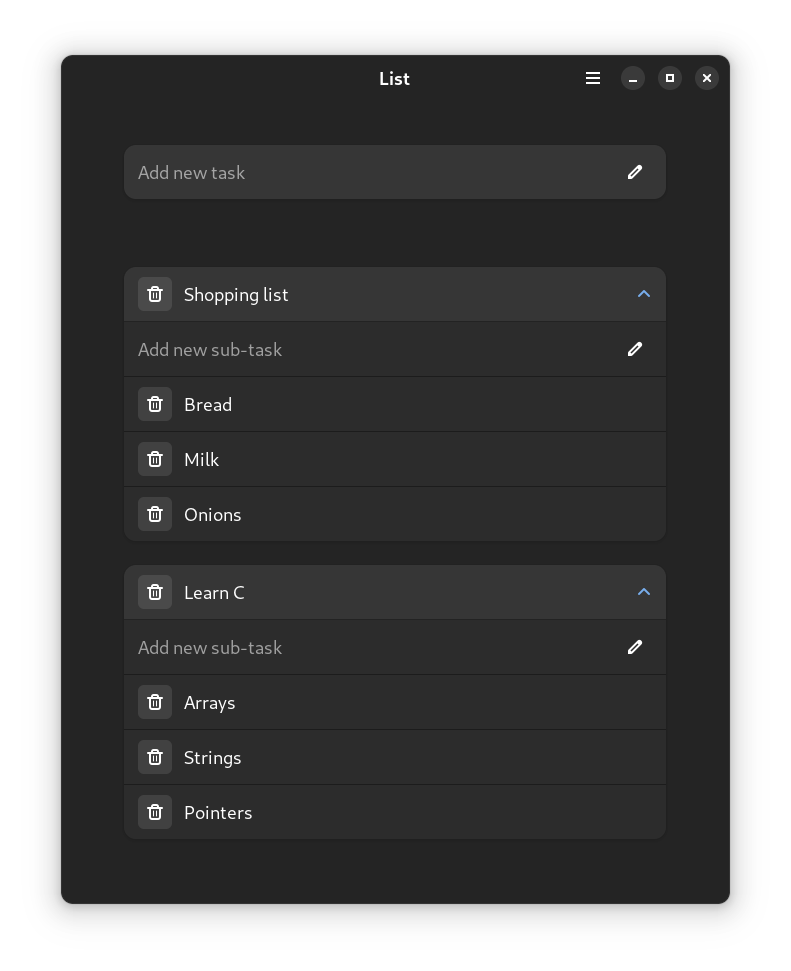 List
Add new task
Shopping list
Add new sub-task
Bread
Milk
Onions
Learn C
Add new sub-task
Arrays
Strings
Pointers